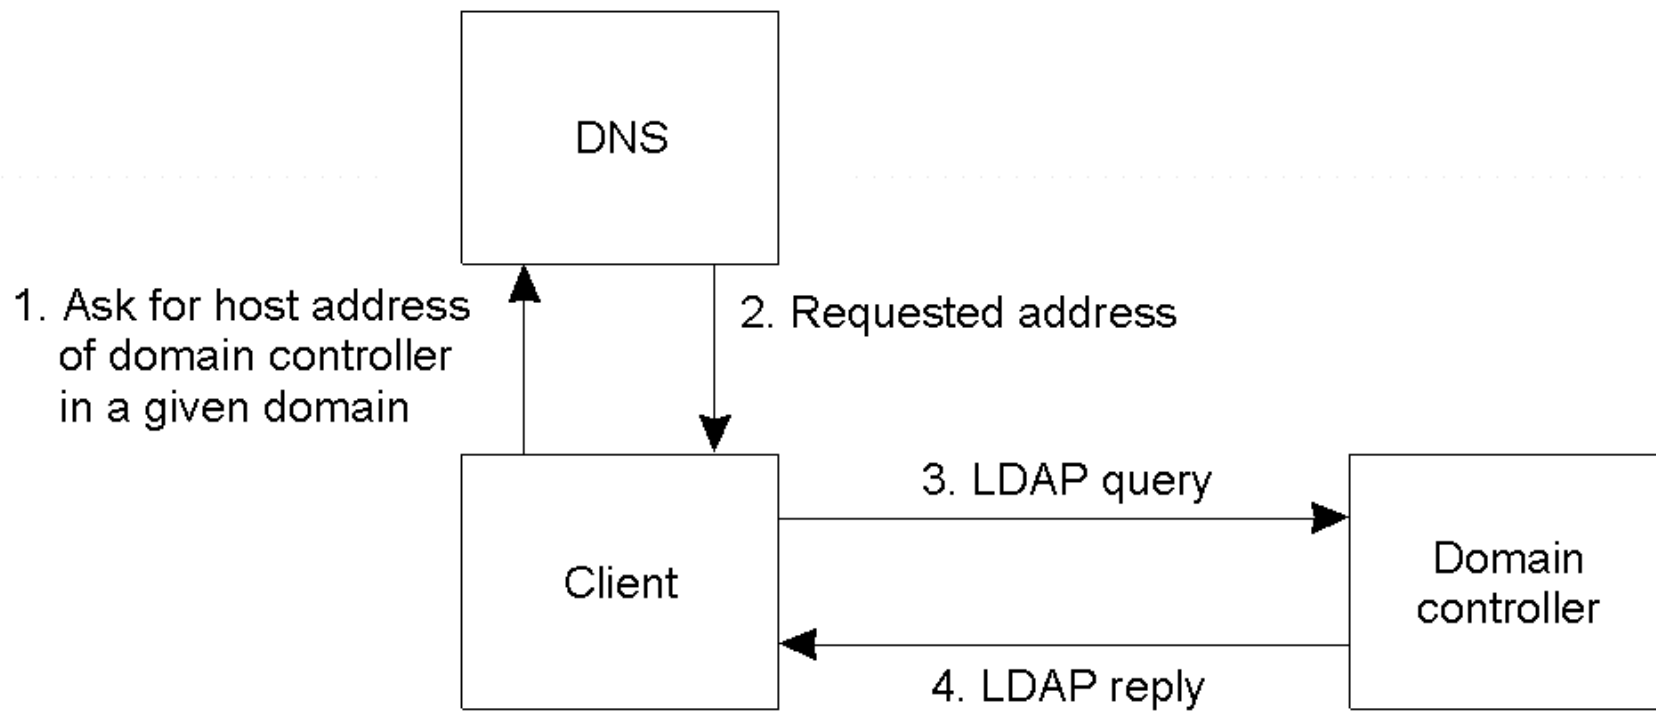 DNS
1. Ask for host address
of domain controller
in a given domain
2. Requested address
3. LDAP query
Client
Domain
controller
4. LDAP reply